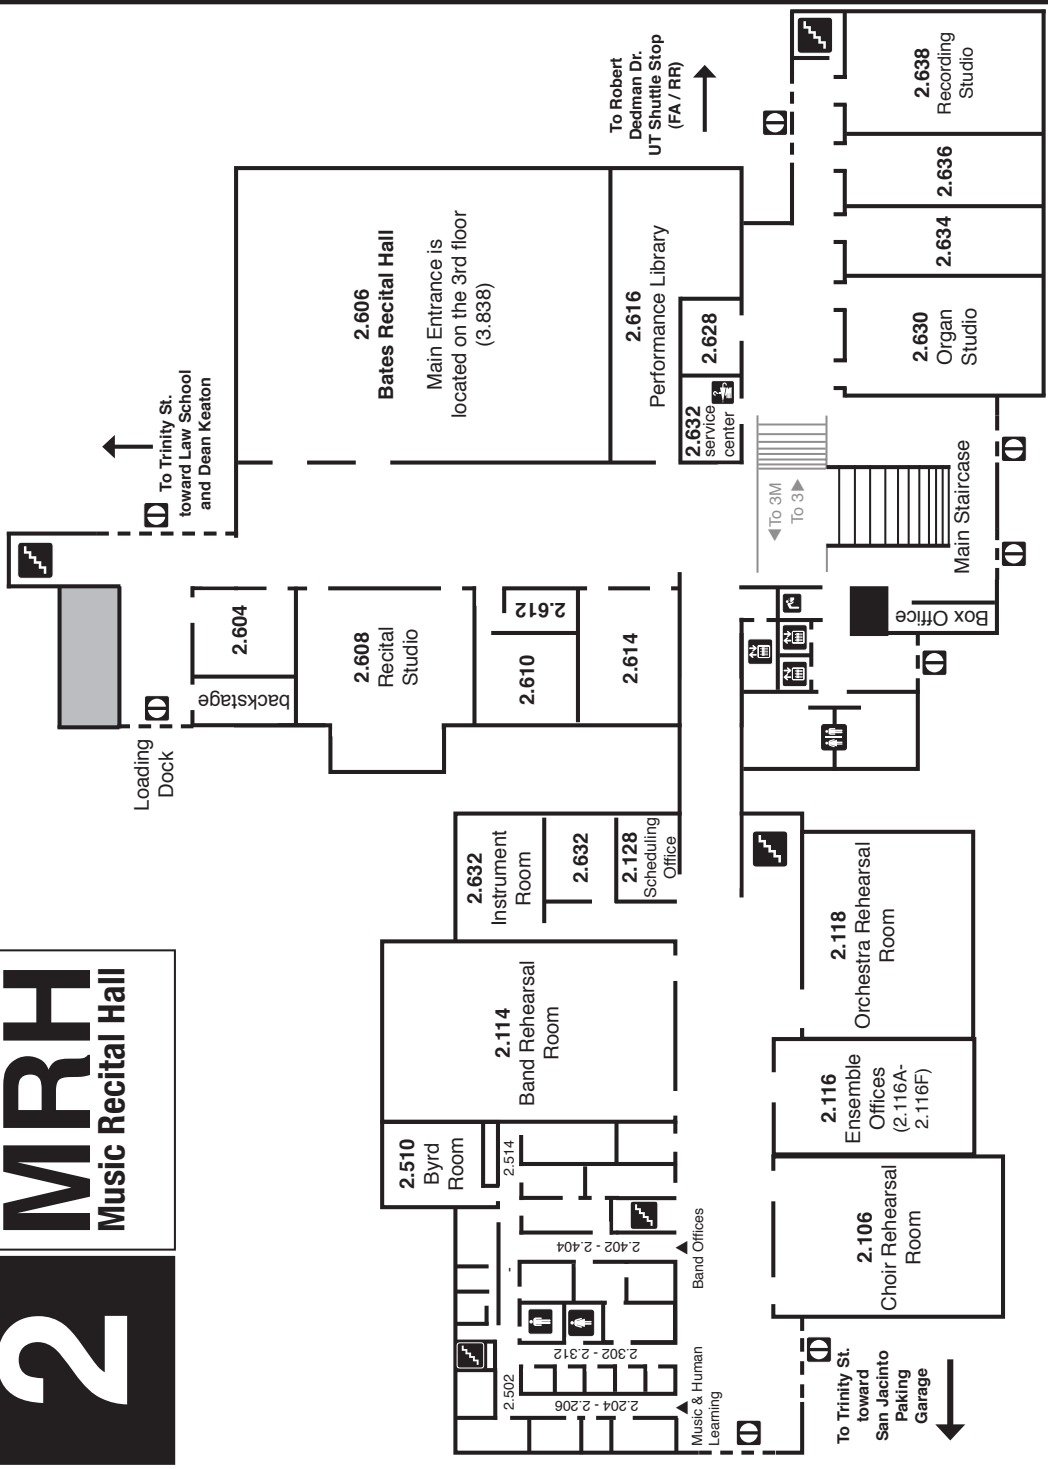 2
MRH
Music Recital Hall
Loading
Dock
To Trinity St.
toward Law School
and Dean Keaton
To Robert
Dedman Dr.
UT Shuttle Stop
(FA / RR)
2.604
backstage
2.608
Recital
Studio
2.606
Bates Recital Hall
Main Entrance is
located on the 3rd floor
(3.838)
2.610
2.612
2.614
2.616
Performance Library
2.632
service
center
2.628
2.638
Recording
Studio
2.636
2.634
2.630
Organ
Studio
To 3M
To 3
Main Staircase
Box Office
2.632
Instrument
Room
2.632
2.128
Scheduling
Office
2.114
Band Rehearsal
Room
2.510
Byrd
Room
2.514
2.402 - 2.404
Band Offices
-
2.302 - 2.312
2.502
2.204 - 2.206
Music & Human
Learning
2.118
Orchestra Rehearsal
Room
2.116
Ensemble
Offices
(2.116A-
2.116F)
2.106
Choir Rehearsal
Room
To Trinity St.
toward
San Jacinto
Paking
Garage